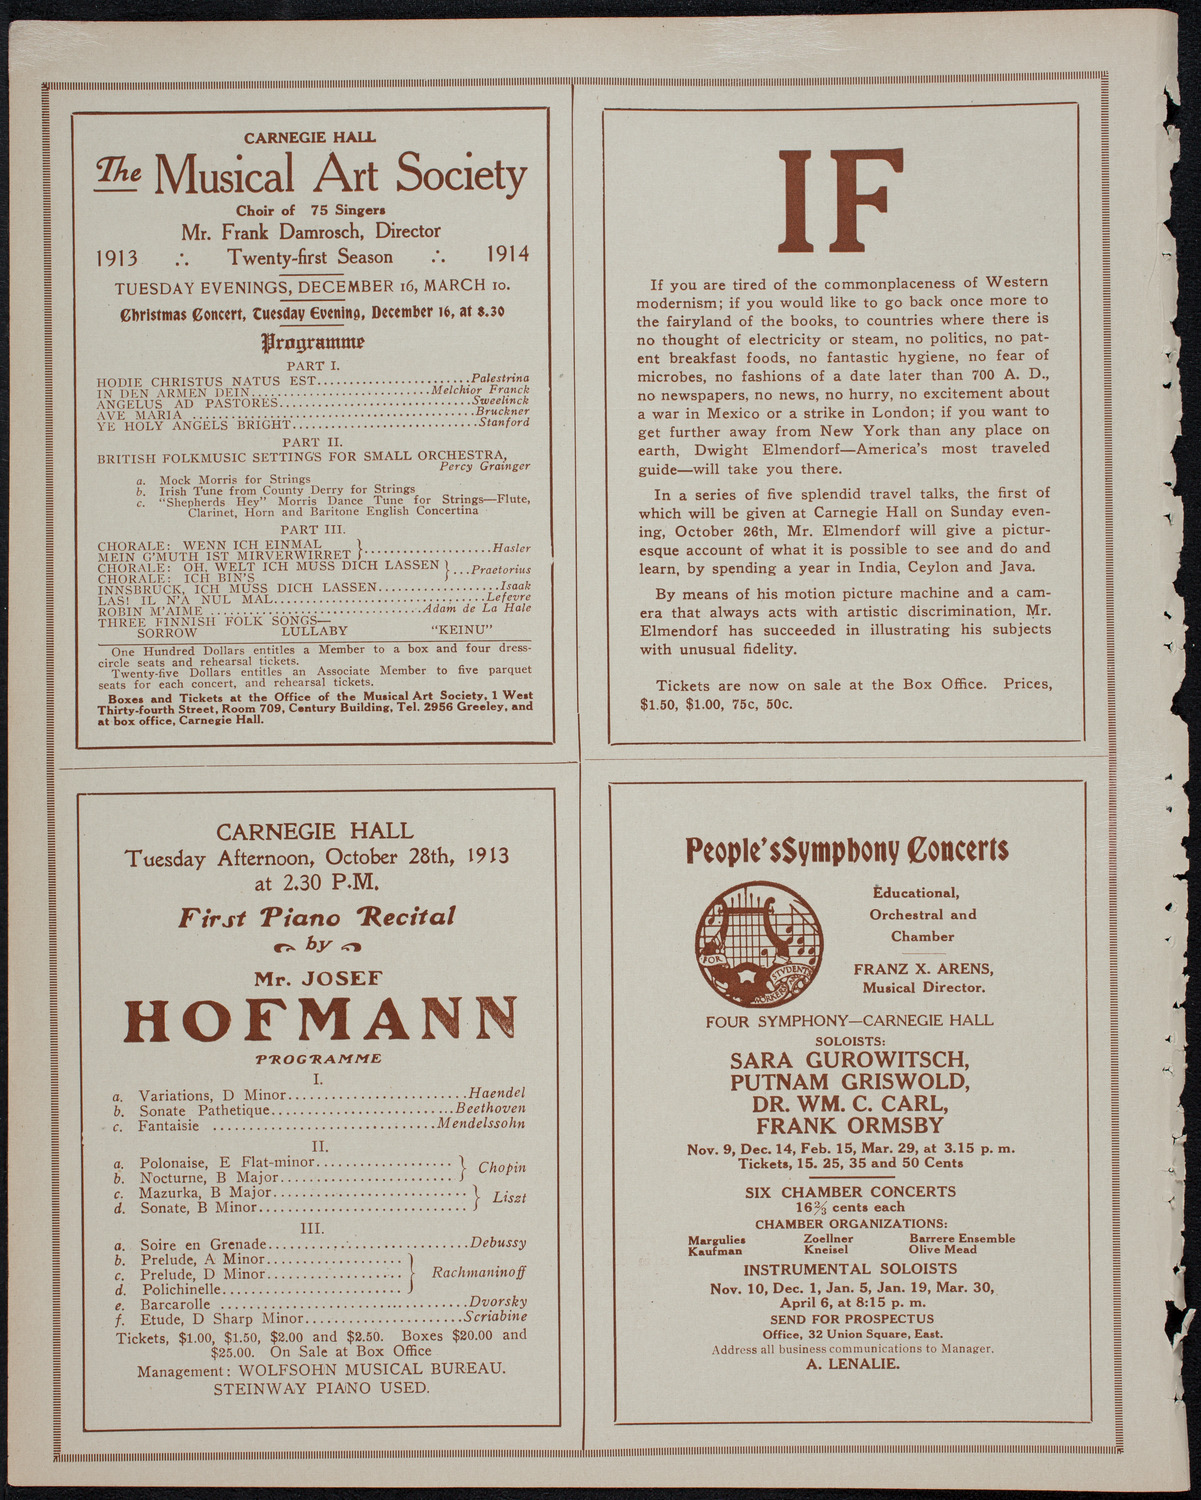 CARNEGIE HALL
The Musical Art Society
Choir of 75 Singers
Mr. Frank Damrosch, Director
1913 ∴ Twenty-first Season ∴ 1914
TUESDAY EVENINGS, DECEMBER 16, MARCH 10.
Christmas Concert, Tuesday Evening, December 16, at 8.30
Programme
PART I.
HODIE CHRISTUS NATUS EST........................Palestrina
IN DEN ARMEN DEIN............................Melchior Franck
ANGELUS AD PASTORES..............................Sweelinck
AVE MARIA ............................................Bruckner
YE HOLY ANGELS BRIGHT.............................Stanford
PART II.
BRITISH FOLKMUSIC SETTINGS FOR SMALL ORCHESTRA,
Percy Grainger
a. Mock Morris for Strings
b. Irish Tune from County Derry for Strings
c. "Shepherds Hey" Morris Dance Tune for Strings—Flute,
Clarinet, Horn and Baritone English Concertina
PART III.
CHORALE: WENN ICH EINMAL
MEIN G'MUTH IST MIRVERWIRRET }....................Hasler
CHORALE: OH, WELT ICH MUSS DICH LASSEN
CHORALE: ICH BIN'S }...Praetorius
INNSBRUCK, ICH MUSS DICH LASSEN...................Isaak
LAS! IL N'A NUL MAL.................................Lefevre
ROBIN M'AIME .................................Adam de La Hale
THREE FINNISH FOLK SONGS—
SORROW LULLABY "KEINU"
One Hundred Dollars entitles a Member to a box and four dress-
circle seats and rehearsal tickets.
Twenty-five Dollars entitles an Associate Member to five parquet
seats for each concert, and rehearsal tickets.
Boxes and Tickets at the Office of the Musical Art Society, 1 West
Thirty-fourth Street, Room 709, Century Building, Tel. 2956 Greeley, and
at box office, Carnegie Hall.
IF
If you are tired of the commonplaceness of Western
modernism; if you would like to go back once more to
the fairyland of the books, to countries where there is
no thought of electricity or steam, no politics, no pat-
ent breakfast foods, no fantastic hygiene, no fear of
microbes, no fashions of a date later than 700 A. D.,
no newspapers, no news, no hurry, no excitement about
a war in Mexico or a strike in London; if you want to
get further away from New York than any place on
earth, Dwight Elmendorf—America's most traveled
guide—will take you there.
In a series of five splendid travel talks, the first of
which will be given at Carnegie Hall on Sunday even-
ing, October 26th, Mr. Elmendorf will give a pictur-
esque account of what it is possible to see and do and
learn, by spending a year in India, Ceylon and Java.
By means of his motion picture machine and a cam-
era that always acts with artistic discrimination, Mr.
Elmendorf has succeeded in illustrating his subjects
with unusual fidelity.
Tickets are now on sale at the Box Office. Prices,
$1.50, $1.00, 75c, 50c.
CARNEGIE HALL
Tuesday Afternoon, October 28th, 1913
at 2.30 P.M.
First Piano Recital
by
Mr. JOSEF
HOFMANN
PROGRAMME
I.
a. Variations, D Minor..........................Haendel
b. Sonate Pathetique..........................Beethoven
c. Fantaisie ................................Mendelssohn
II.
a. Polonaise, E Flat-minor...................
b. Nocturne, B Major......................... } Chopin
c. Mazurka, B Major...........................
d. Sonate, B Minor............................. } Liszt
III.
a. Soire en Grenade.............................Debussy
b. Prelude, A Minor...................
c. Prelude, D Minor................... } Rachmaninoff
d. Polichinelle.........................
e. Barcarolle ...................................Dvorsky
f. Etude, D Sharp Minor.......................Scriabine
Tickets, $1.00, $1.50, $2.00 and $2.50. Boxes $20.00 and
$25.00. On Sale at Box Office
Management: WOLFSOHN MUSICAL BUREAU.
STEINWAY PIANO USED.
People's Symphony Concerts
FOR
STUDENTS
WORKERS
Educational,
Orchestral and
Chamber
FRANZ X. ARENS,
Musical Director.
FOUR SYMPHONY—CARNEGIE HALL
SOLOISTS:
SARA GUROWITSCH,
PUTNAM GRISWOLD,
DR. WM. C. CARL,
FRANK ORMSBY
Nov. 9, Dec. 14, Feb. 15, Mar. 29, at 3.15 p. m.
Tickets, 15. 25, 35 and 50 Cents
SIX CHAMBER CONCERTS
16⅔ cents each
CHAMBER ORGANIZATIONS:
Margulies Zoellner Barrere Ensemble
Kaufman Kneisel Olive Mead
INSTRUMENTAL SOLOISTS
Nov. 10, Dec. 1, Jan. 5, Jan. 19, Mar. 30,
April 6, at 8:15 p. m.
SEND FOR PROSPECTUS
Office, 32 Union Square, East.
Address all business communications to Manager.
A. LENALIE.